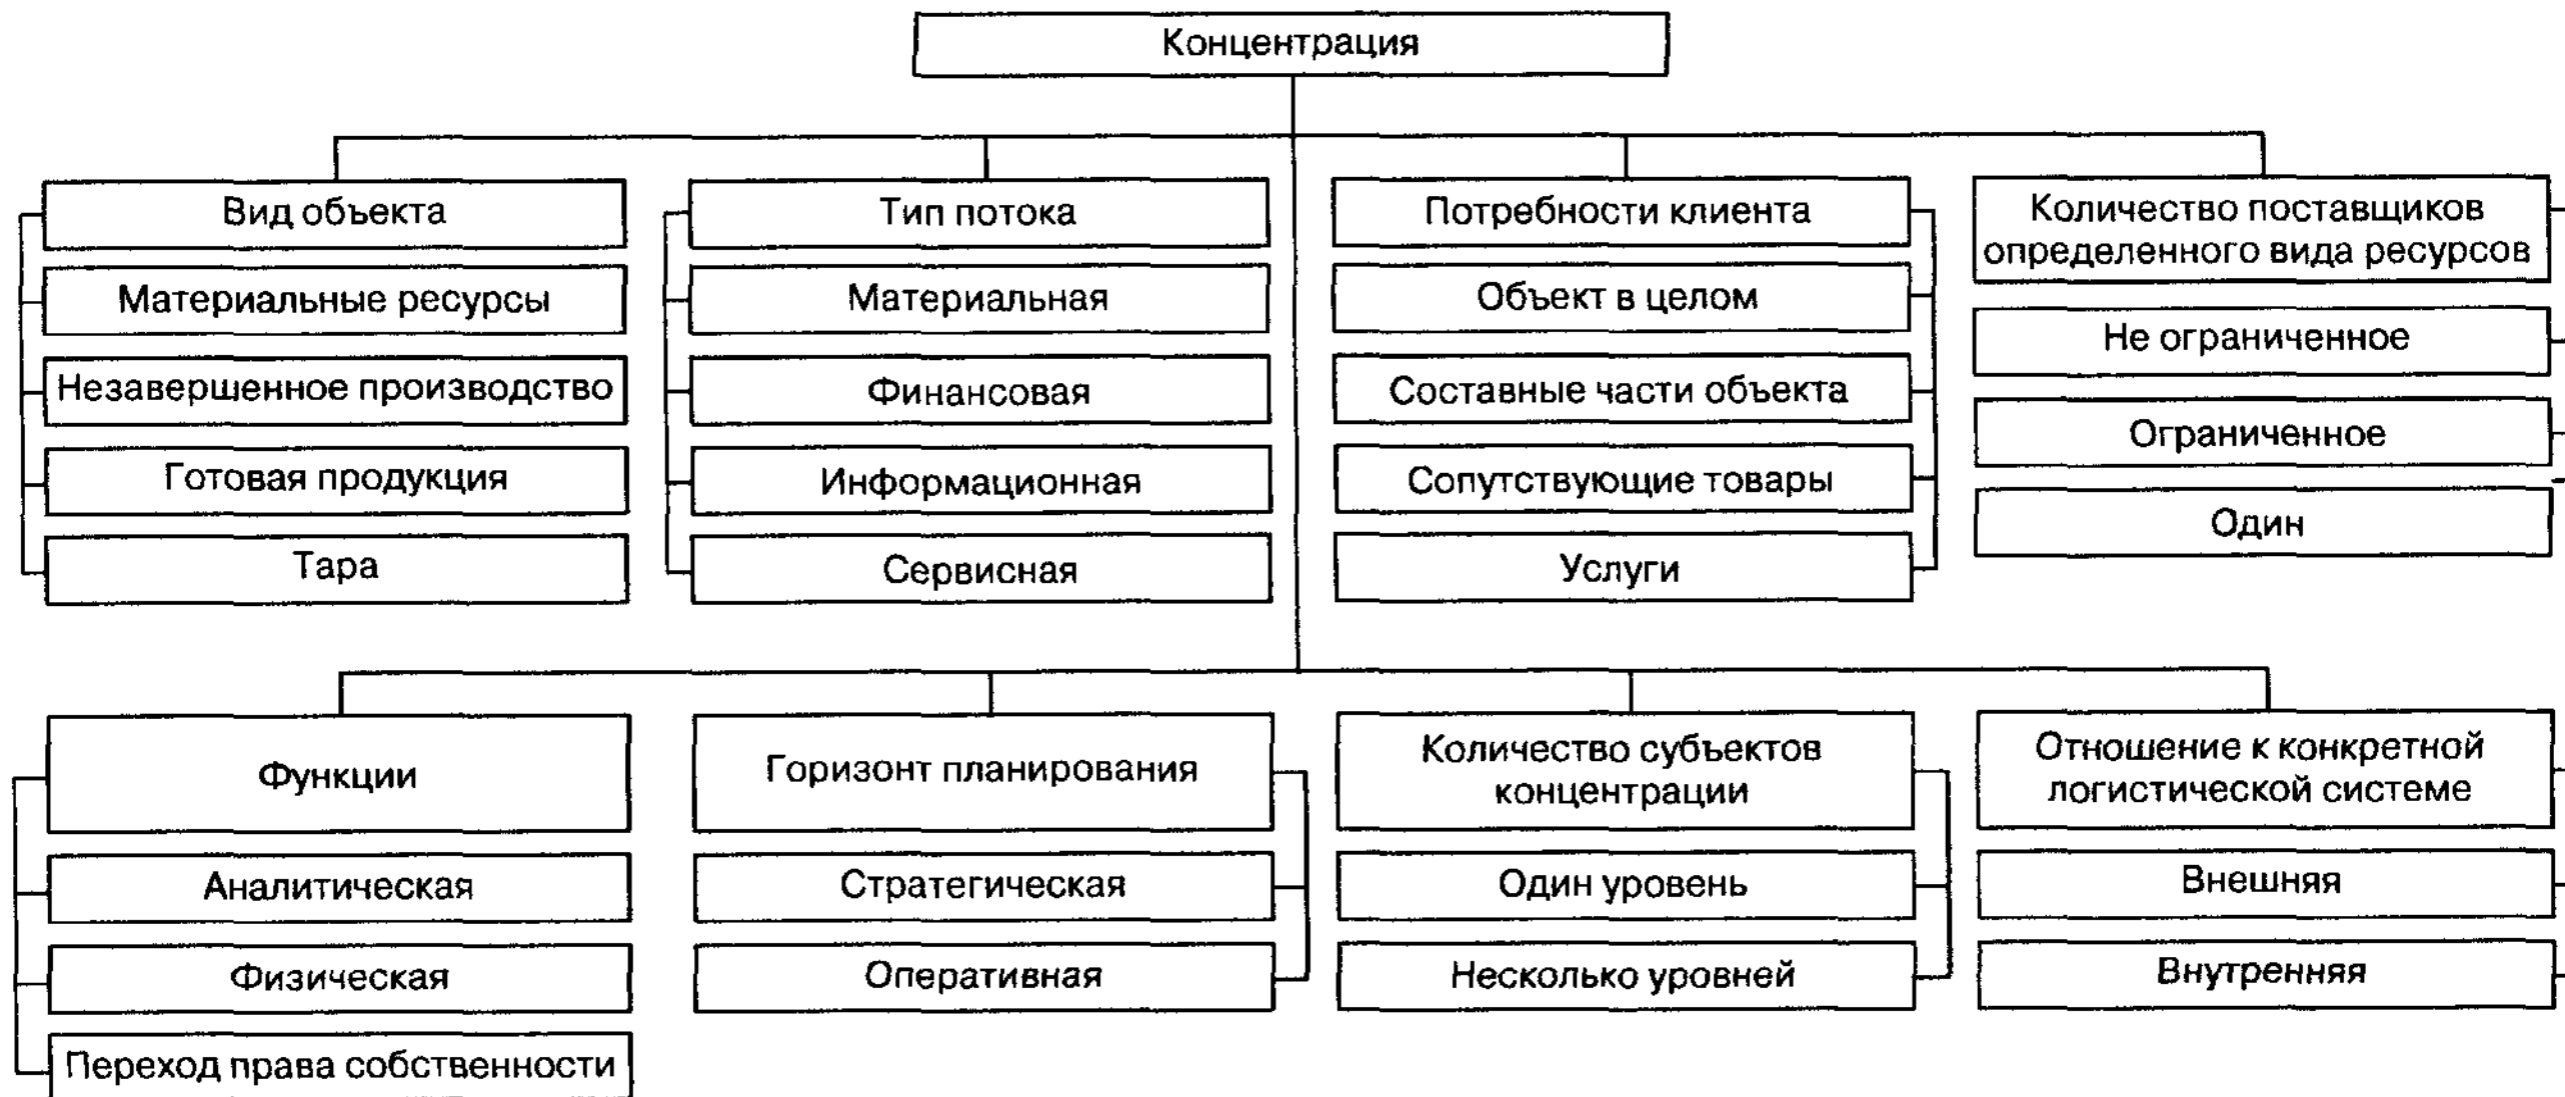 Концентрация
Вид объекта
Материальные ресурсы
Незавершенное производство
Готовая продукция
Тара
Тип потока
Материальная
Финансовая
Информационная
Сервисная
Потребности клиента
Объект в целом
Составные части объекта
Сопутствующие товары
Услуги
Количество поставщиков
определенного вида ресурсов
Не ограниченное
Ограниченное
Один
Функции
Аналитическая
Физическая
Переход права собственности
Горизонт планирования
Стратегическая
Оперативная
Количество субъектов
концентрации
Один уровень
Несколько уровней
Отношение к конкретной
логистической системе
Внешняя
Внутренняя